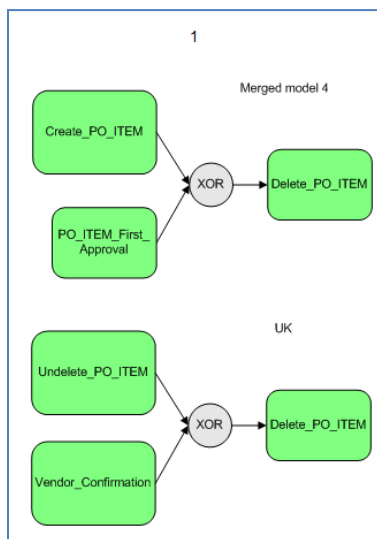 1
Merged model 4
Create_PO_ITEM
XOR
Delete_PO_ITEM
PO_ITEM_First_
Approval
UK
Undelete_PO_ITEM
XOR
Delete_PO_ITEM
Vendor_Confirmation